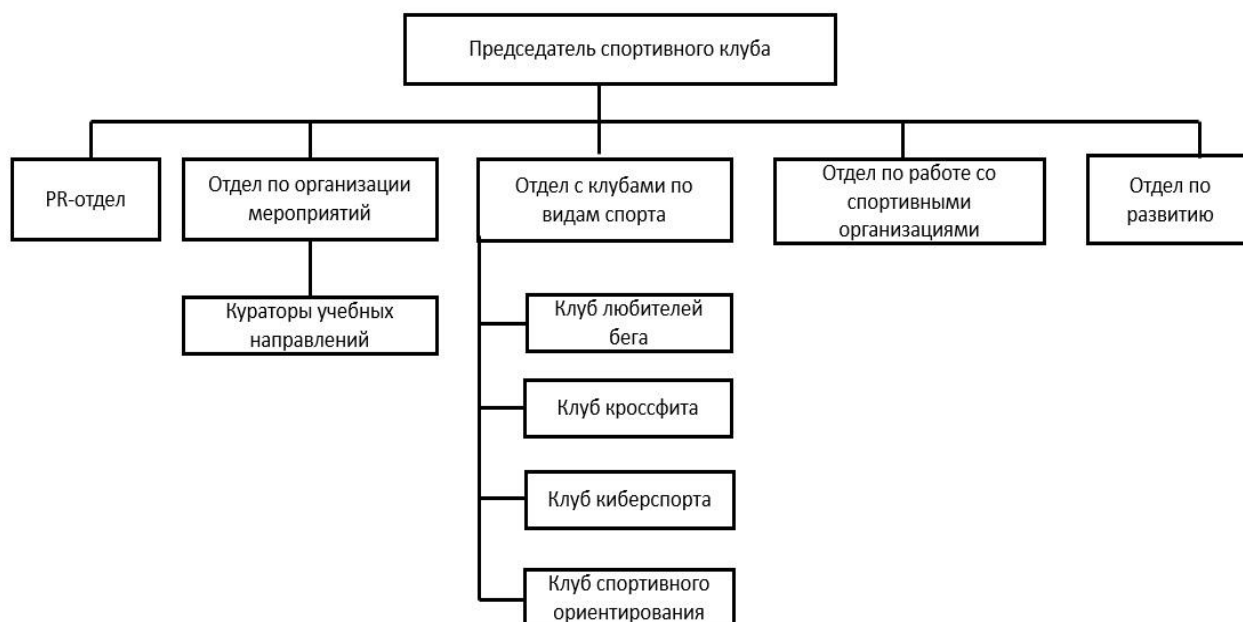 Председатель спортивного клуба
PR-отдел
Отдел по организации
мероприятий
Отдел с клубами по
видам спорта
Отдел по работе со
спортивными
организациями
Отдел по
развитию
Кураторы учебных
направлений
Клуб любителей
бега
Клуб кроссфита
Клуб киберспорта
Клуб спортивного
ориентирования